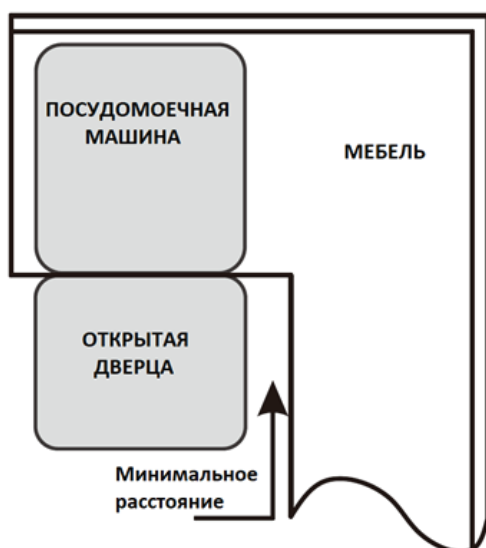 ПОСУДОМОЕЧНАЯ
МАШИНА
МЕБЕЛЬ
ОТКРЫТАЯ
ДВЕРЦА
Минимальное
расстояние